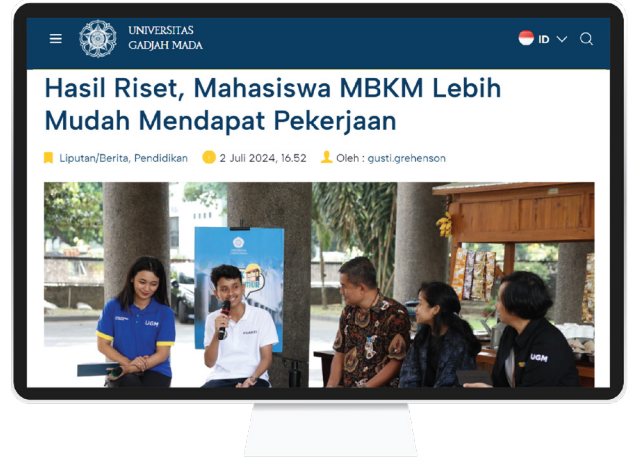 UNIVERSITAS
GADJAH MADA
ID
Hasil Riset, Mahasiswa MBKM Lebih
Mudah Mendapat Pekerjaan
Liputan/Berita, Pendidikan 2 Juli 2024, 16.52 Oleh : gusti.grehenson
UGM
UGM